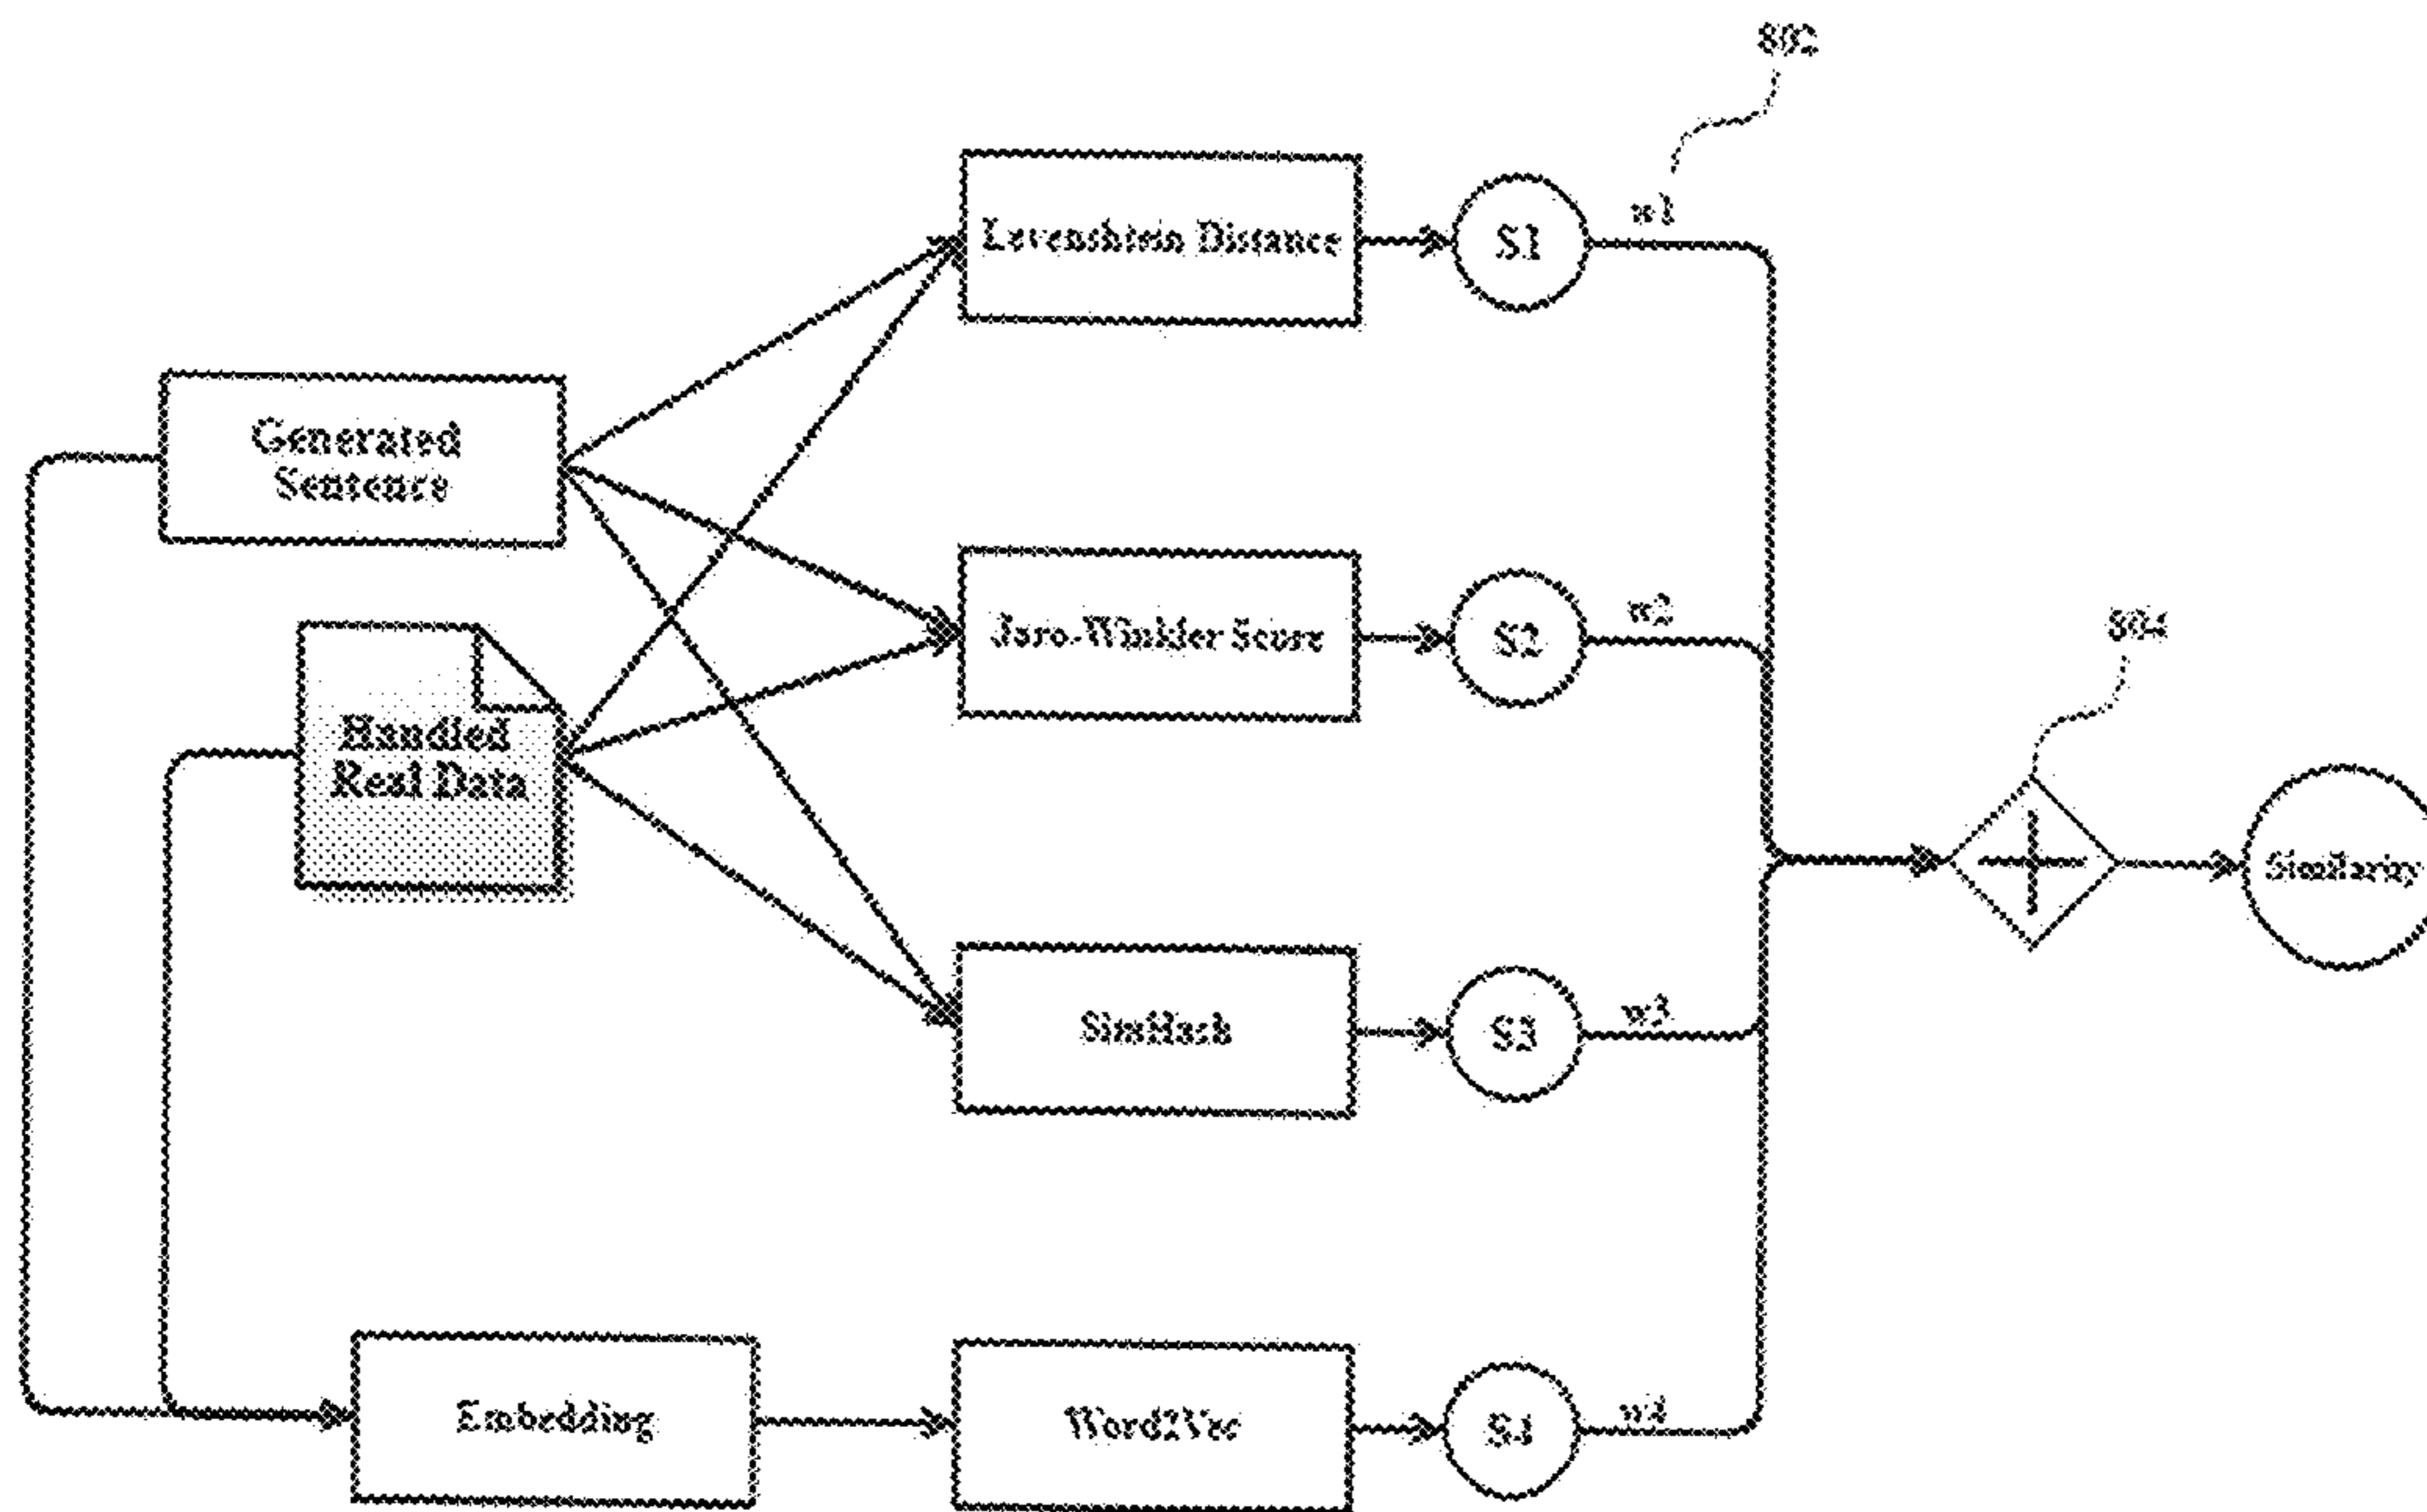 802
Levenshtein Distance
S1
w1
Generated
Sentence
Jaro-Winkler Score
S2
w2
804
Handled
Real Data
Similarity
SimHash
S3
w3
Embedding
Word2Vec
S4
w4